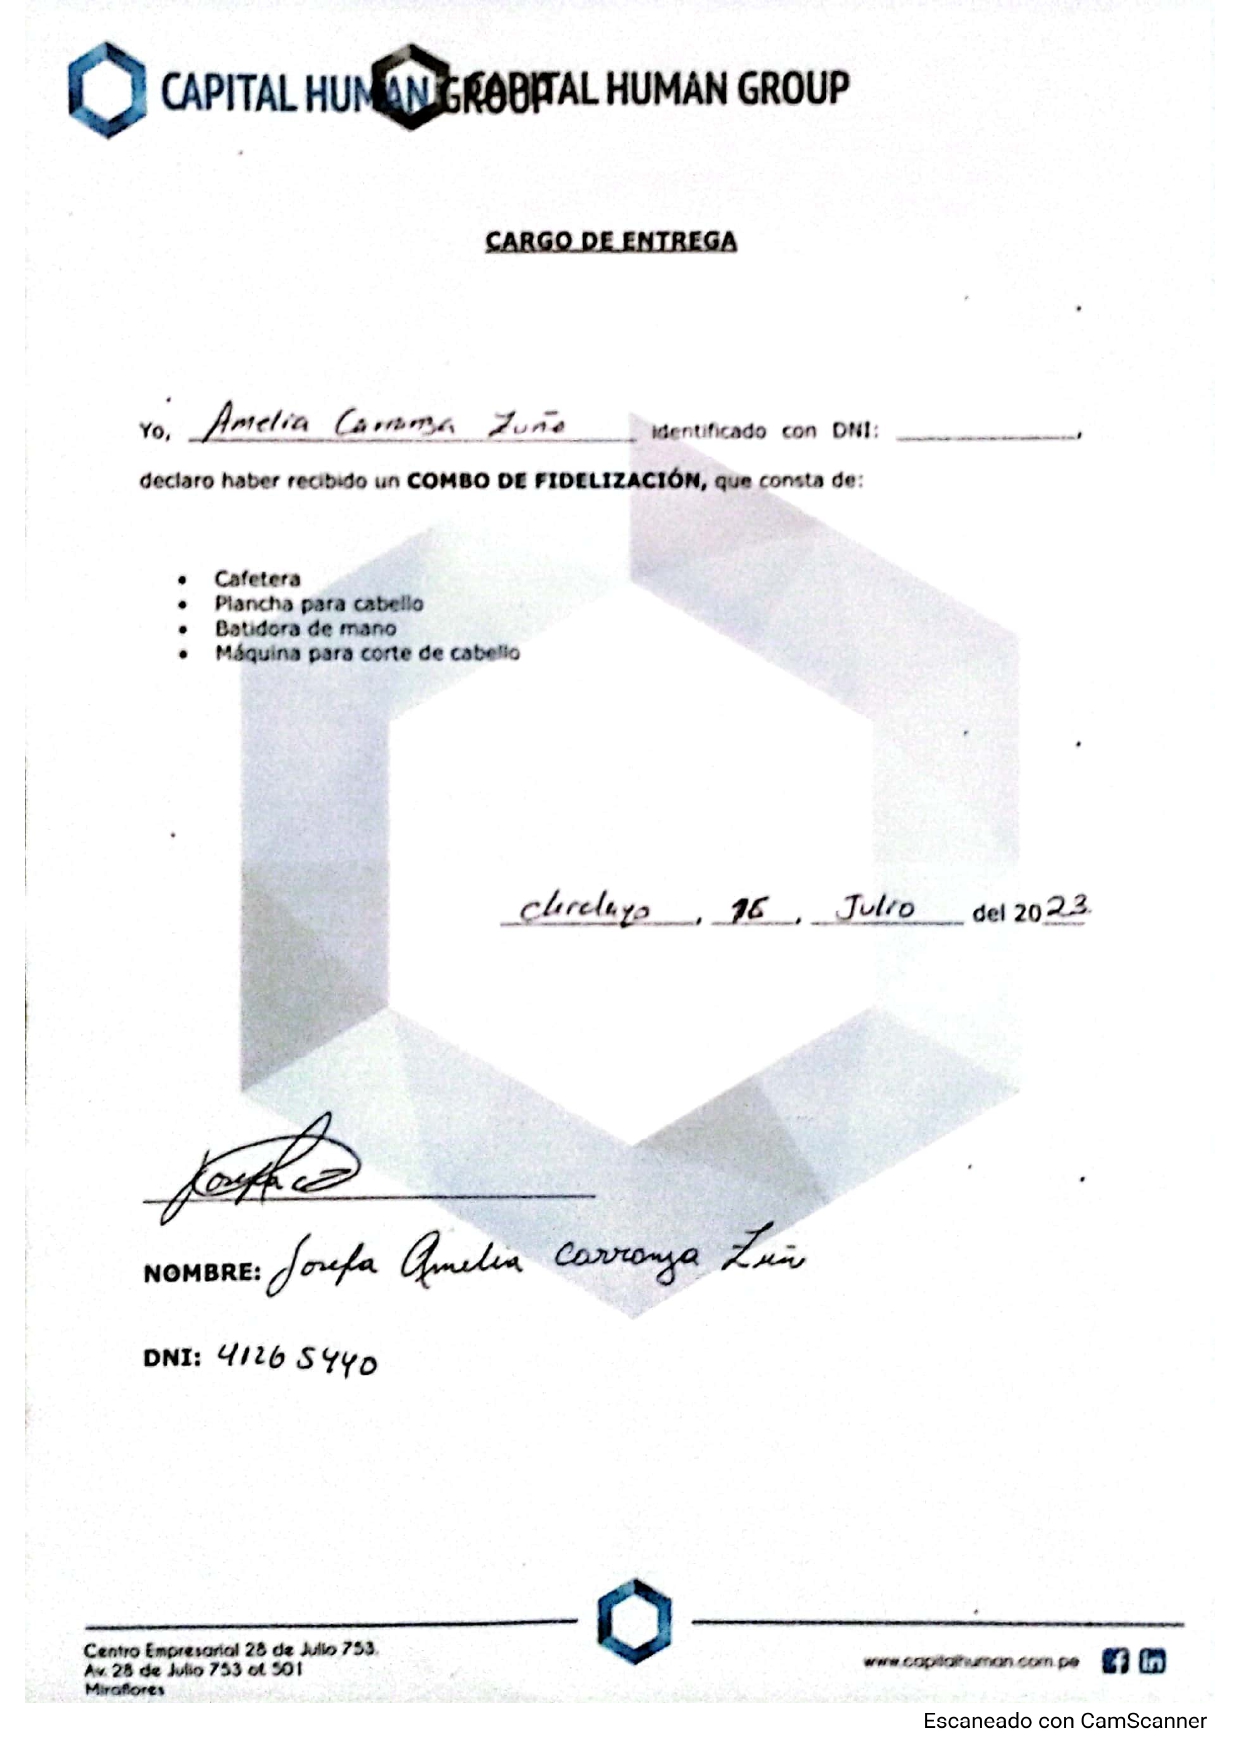 CAPITAL HUMAN GROUP CAPITAL HUMAN GROUP
CARGO DE ENTREGA
Yo, Amelia Carranza Zuño identificado con DNI: ____________,
declaro haber recibido un COMBO DE FIDELIZACIÓN, que consta de:
• Cafetera
• Plancha para cabello
• Batidora de mano
• Máquina para corte de cabello
chiclayo, 16, Julio del 2023
Josefa
NOMBRE: Josefa Amelia Carranza Zuñ
DNI: 41265440
Centro Empresarial 28 de Julio 753.
Av. 28 de Julio 753 of. 501
Miraflores
www.capitalhuman.com.pe
Escaneado con CamScanner